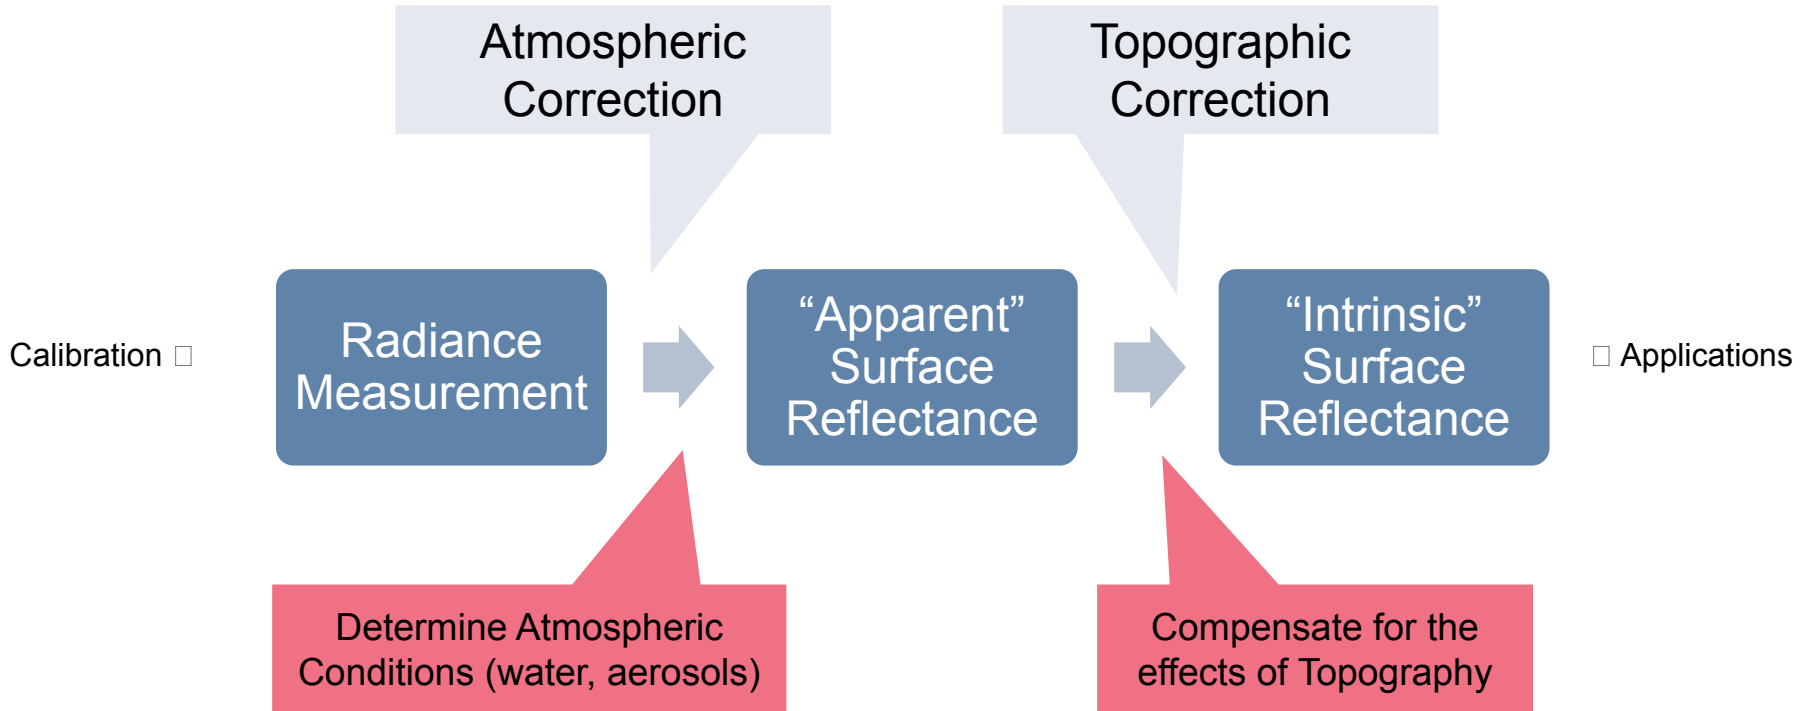 Atmospheric
Correction
Topographic
Correction
Calibration □
Radiance
Measurement
“Apparent”
Surface
Reflectance
“Intrinsic”
Surface
Reflectance
□ Applications
Determine Atmospheric
Conditions (water, aerosols)
Compensate for the
effects of Topography